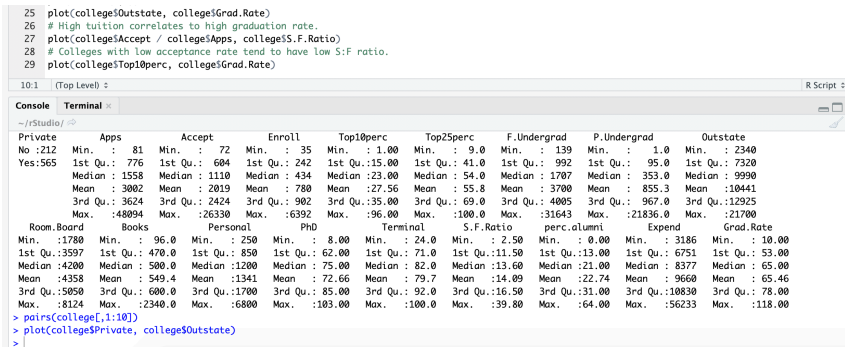 25 plot(college$Outstate, college$Grad.Rate)
26 # High tuition correlates to high graduation rate.
27 plot(college$Accept / college$Apps, college$S.F.Ratio)
28 # Colleges with low acceptance rate tend to have low S:F ratio.
29 plot(college$Top10perc, college$Grad.Rate)
10:1 (Top Level) R Script
Console Terminal ×
~/rStudio/
Private Apps Accept Enroll Top10perc Top25perc F.Undergrad P.Undergrad Outstate
No :212 Min. : 81 Min. : 72 Min. : 35 Min. : 1.00 Min. : 9.0 Min. : 139 Min. : 1.0 Min. : 2340
Yes:565 1st Qu.: 776 1st Qu.: 604 1st Qu.: 242 1st Qu.:15.00 1st Qu.: 41.0 1st Qu.: 992 1st Qu.: 95.0 1st Qu.: 7320
Median : 1558 Median : 1110 Median : 434 Median :23.00 Median : 54.0 Median : 1707 Median : 353.0 Median : 9990
Mean : 3002 Mean : 2019 Mean : 780 Mean :27.56 Mean : 55.8 Mean : 3700 Mean : 855.3 Mean :10441
3rd Qu.: 3624 3rd Qu.: 2424 3rd Qu.: 902 3rd Qu.:35.00 3rd Qu.: 69.0 3rd Qu.: 4005 3rd Qu.: 967.0 3rd Qu.:12925
Max. :48094 Max. :26330 Max. :6392 Max. :96.00 Max. :100.0 Max. :31643 Max. :21836.0 Max. :21700
Room.Board Books Personal PhD Terminal S.F.Ratio perc.alumni Expend Grad.Rate
Min. :1780 Min. : 96.0 Min. : 250 Min. : 8.00 Min. : 24.0 Min. : 2.50 Min. : 0.00 Min. : 3186 Min. : 10.00
1st Qu.:3597 1st Qu.: 470.0 1st Qu.: 850 1st Qu.: 62.00 1st Qu.: 71.0 1st Qu.:11.50 1st Qu.:13.00 1st Qu.: 6751 1st Qu.: 53.00
Median :4200 Median : 500.0 Median :1200 Median : 75.00 Median : 82.0 Median :13.60 Median :21.00 Median : 8377 Median : 65.00
Mean :4358 Mean : 549.4 Mean :1341 Mean : 72.66 Mean : 79.7 Mean :14.09 Mean :22.74 Mean : 9660 Mean : 65.46
3rd Qu.:5050 3rd Qu.: 600.0 3rd Qu.:1700 3rd Qu.: 85.00 3rd Qu.: 92.0 3rd Qu.:16.50 3rd Qu.:31.00 3rd Qu.:10830 3rd Qu.: 78.00
Max. :8124 Max. :2340.0 Max. :6800 Max. :103.00 Max. :100.0 Max. :39.80 Max. :64.00 Max. :56233 Max. :118.00
> pairs(college[,1:10])
> plot(college$Private, college$Outstate)
>